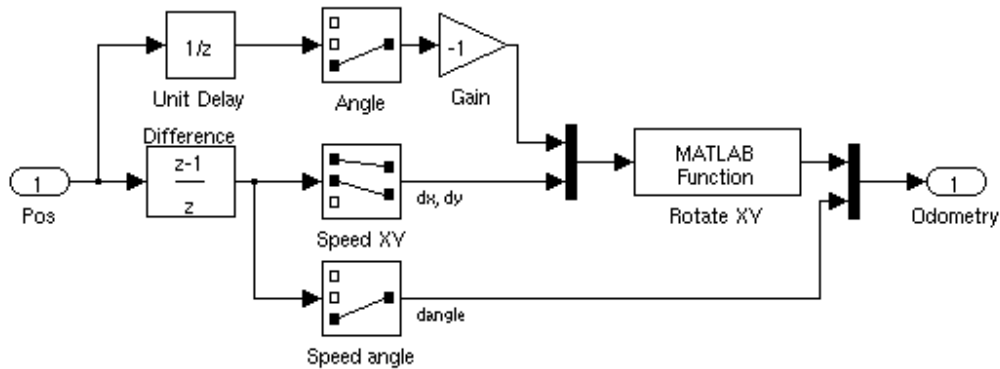 1/z
Unit Delay
Angle
-1
Gain
Difference
z-1
z
1
Pos
dx, dy
Speed XY
MATLAB
Function
Rotate XY
1
Odometry
dangle
Speed angle